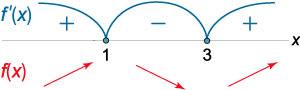 f'(x) + − +
x
1 3
f(x)